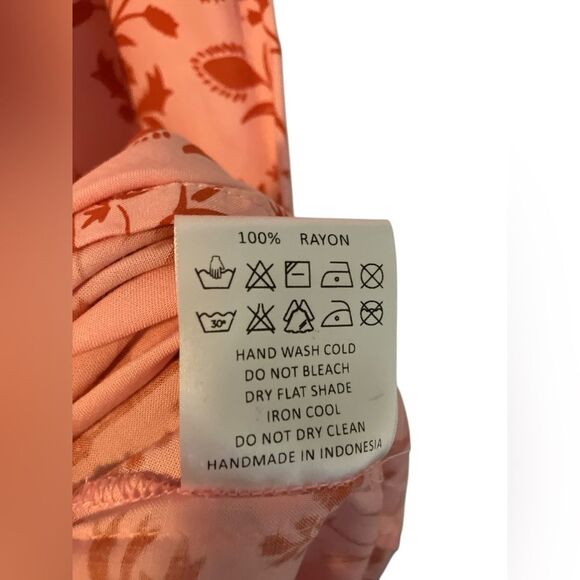 100% RAYON
30°
HAND WASH COLD
DO NOT BLEACH
DRY FLAT SHADE
IRON COOL
DO NOT DRY CLEAN
HANDMADE IN INDONESIA